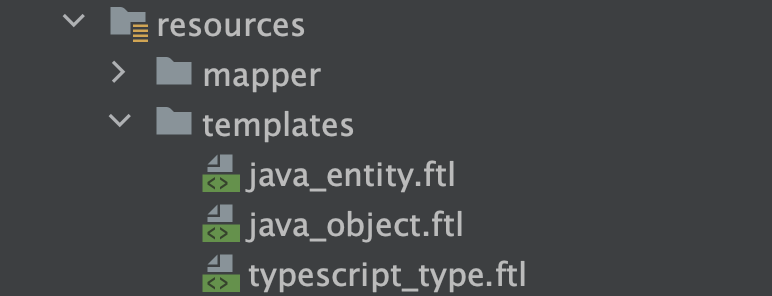 resources
mapper
templates
java_entity.ftl
java_object.ftl
typescript_type.ftl